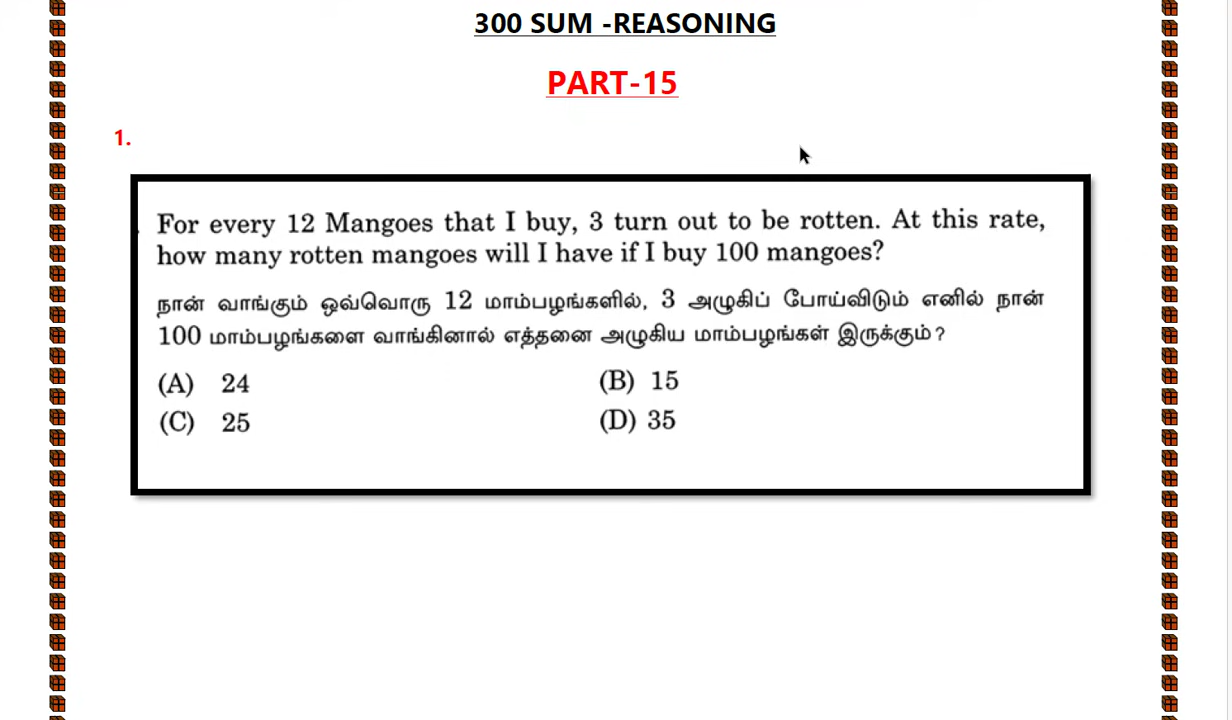 300 SUM -REASONING
PART-15
1.
For every 12 Mangoes that I buy, 3 turn out to be rotten. At this rate,
how many rotten mangoes will I have if I buy 100 mangoes?
நான் வாங்கும் ஒவ்வொரு 12 மாம்பழங்களில், 3 அழுகிப் போய்விடும் எனில் நான்
100 மாம்பழங்களை வாங்கினால் எத்தனை அழுகிய மாம்பழங்கள் இருக்கும்?
(A) 24 (B) 15
(C) 25 (D) 35